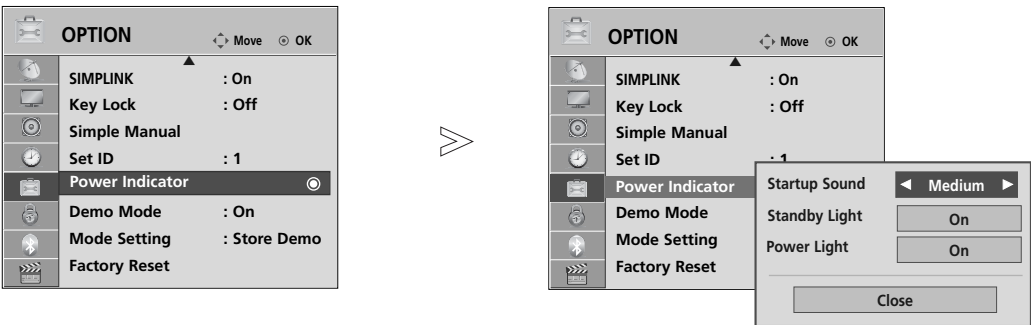 OPTION Move OK
SIMPLINK : On
Key Lock : Off
Simple Manual
Set ID : 1
Power Indicator
Demo Mode : On
Mode Setting : Store Demo
Factory Reset
OPTION Move OK
SIMPLINK : On
Key Lock : Off
Simple Manual
Set ID : 1
Power Indicator
Demo Mode
Mode Setting
Factory Reset
Startup Sound ◄ Medium ►
Standby Light On
Power Light On
Close